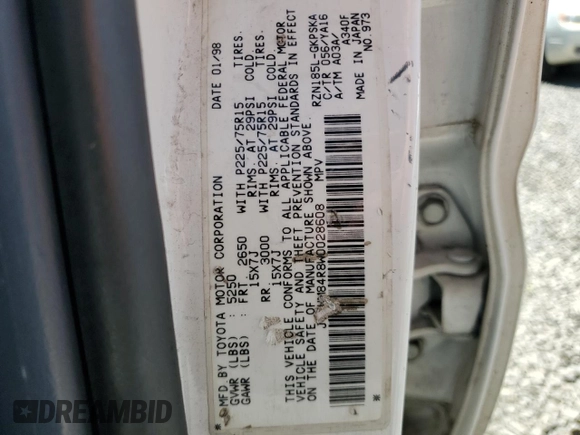 MFD BY TOYOTA MOTOR CORPORATION DATE 01/98
GVWR (LBS) : 5250
GAWR (LBS) : FRT. 2650 WITH P225/75R15 TIRES.
15X7J RIMS. AT 29PSI COLD
RR. 3000 WITH P225/75R15 TIRES.
15X7J RIMS. AT 29PSI COLD
THIS VEHICLE CONFORMS TO ALL APPLICABLE FEDERAL MOTOR
VEHICLE SAFETY AND THEFT PREVENTION STANDARDS IN EFFECT
ON THE DATE OF MANUFACTURE SHOWN ABOVE.
MPV
RZN185L-GKPSKA
C/TR 056/YA16
A/TM A03A/
A340F
MADE IN JAPAN
NO.973
DREAMBID